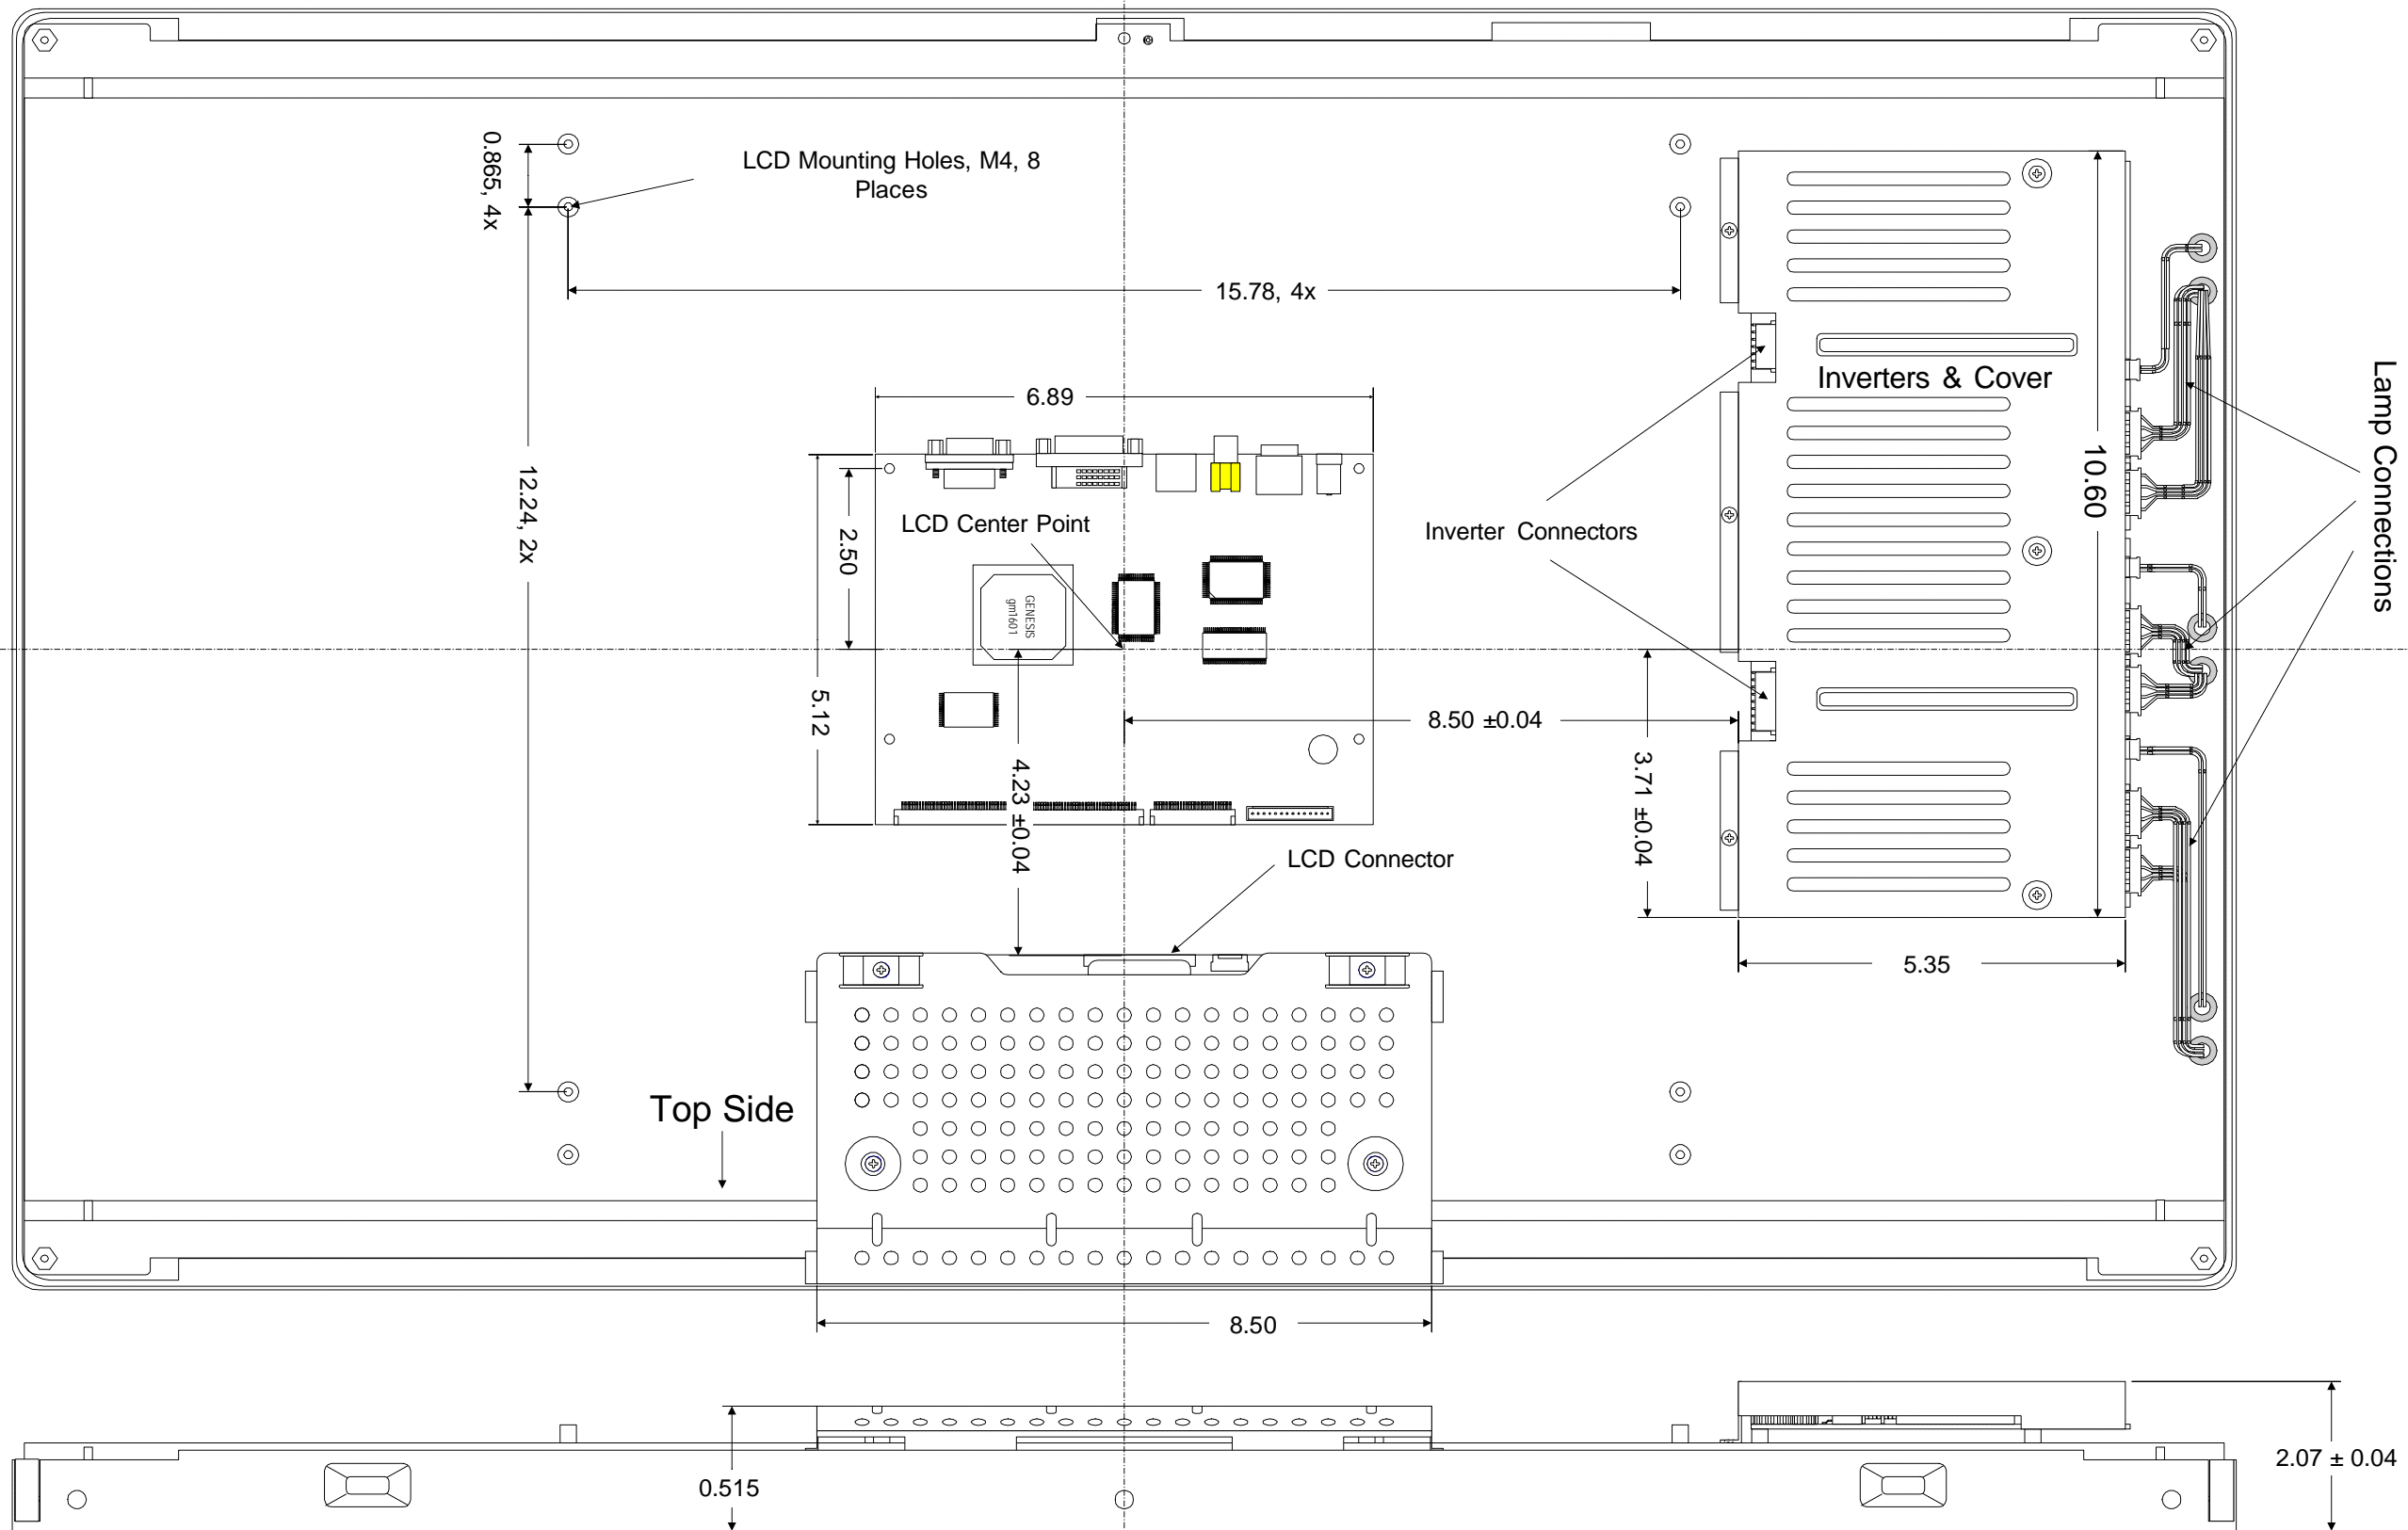 0.865, 4x
LCD Mounting Holes, M4, 8
Places
15.78, 4x
6.89
Inverters & Cover
Lamp Connections
12.24, 2x
2.50
LCD Center Point
Inverter Connectors
10.60
GENESIS
gm1601
5.12
8.50 ±0.04
4.23 ±0.04
3.71 ±0.04
LCD Connector
5.35
Top Side
8.50
0.515
2.07 ± 0.04